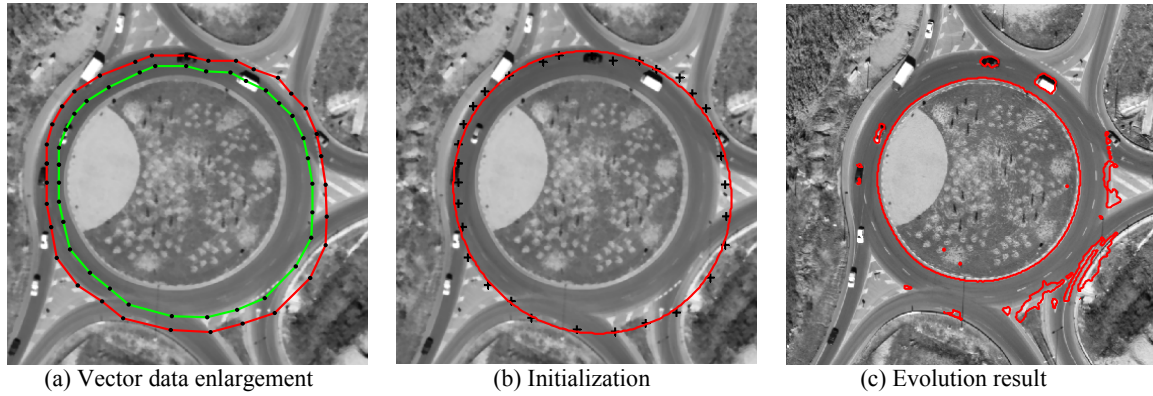 (a) Vector data enlargement
(b) Initialization
(c) Evolution result